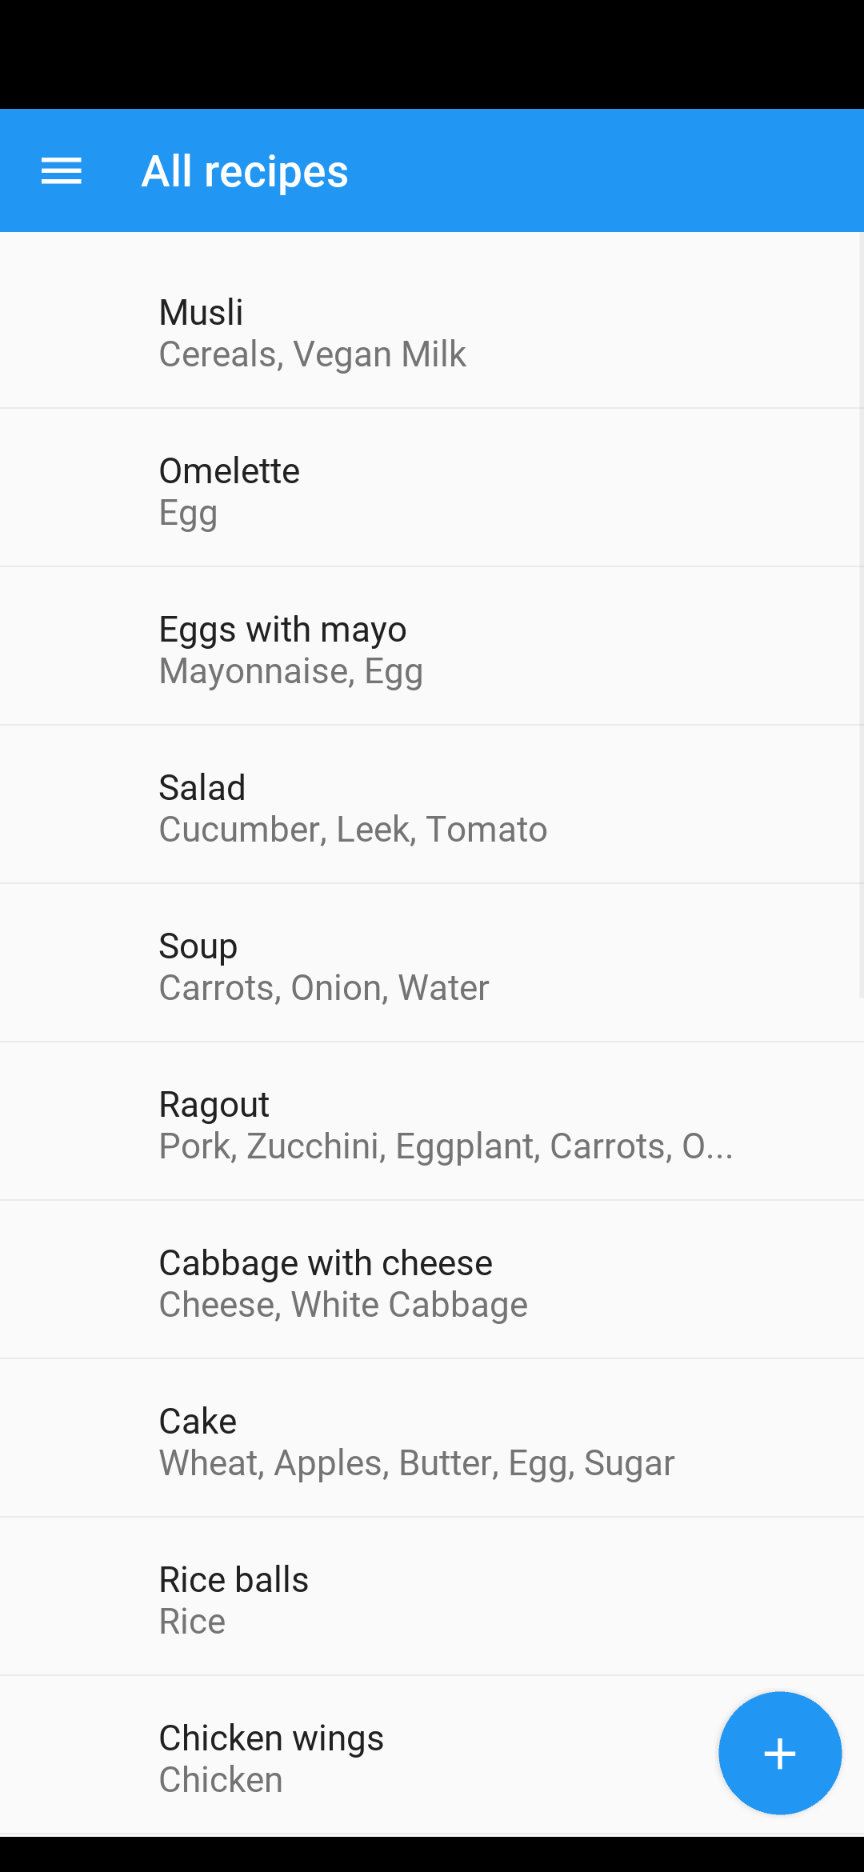 All recipes
Musli
Cereals, Vegan Milk
Omelette
Egg
Eggs with mayo
Mayonnaise, Egg
Salad
Cucumber, Leek, Tomato
Soup
Carrots, Onion, Water
Ragout
Pork, Zucchini, Eggplant, Carrots, O...
Cabbage with cheese
Cheese, White Cabbage
Cake
Wheat, Apples, Butter, Egg, Sugar
Rice balls
Rice
Chicken wings
Chicken